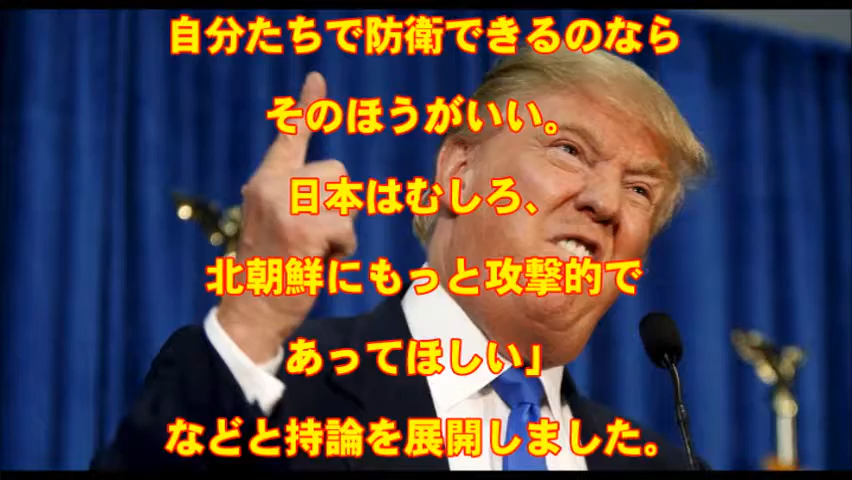 自分たちで防衛できるのなら
そのほうがいい。
日本はむしろ、
北朝鮮にもっと攻撃的で
あってほしい」
などと持論を展開しました。